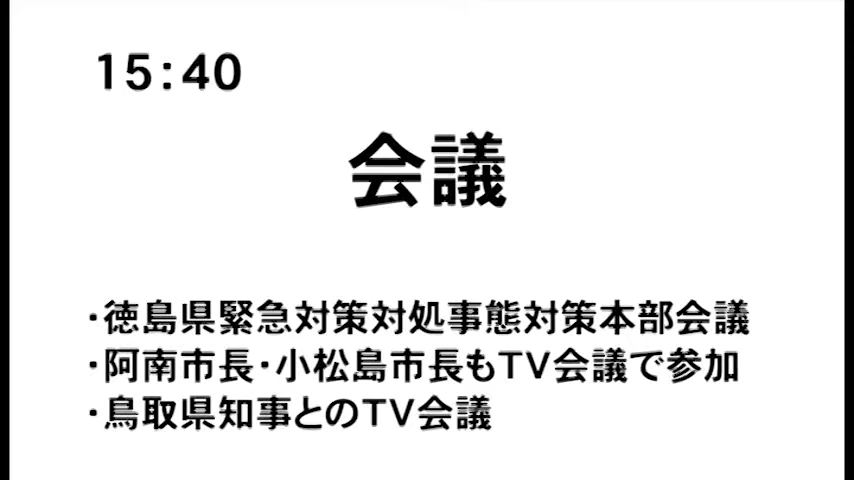 15:40
会議
・徳島県緊急対策対処事態対策本部会議
・阿南市長・小松島市長もTV会議で参加
・鳥取県知事とのTV会議